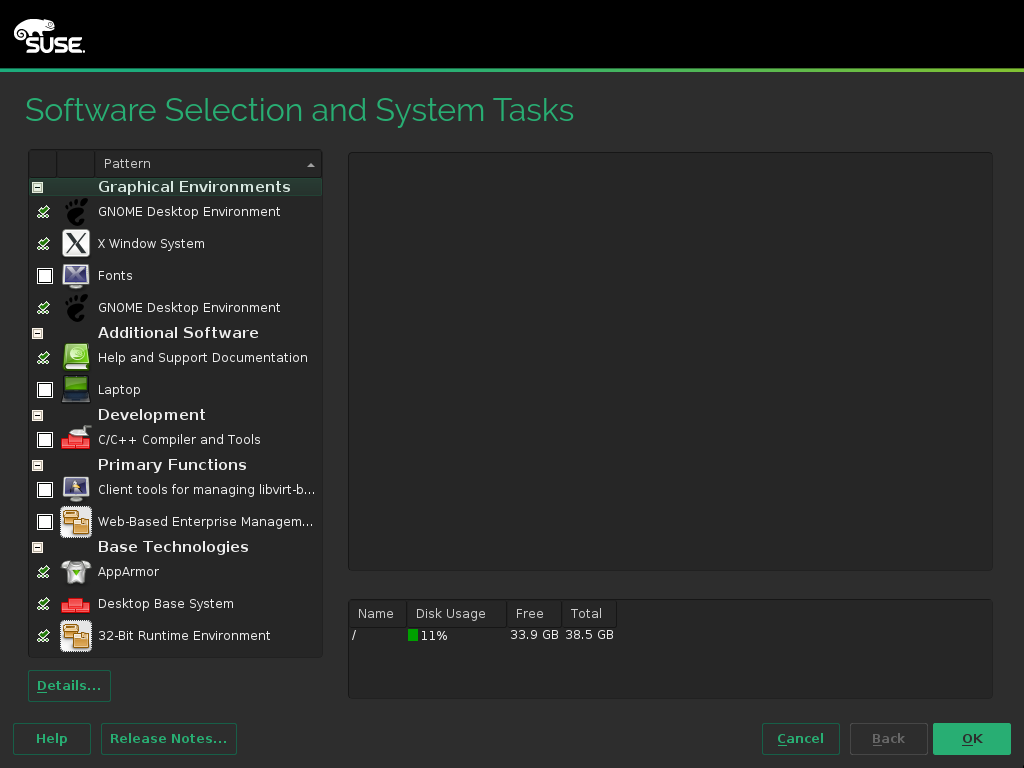 SUSE.
Software Selection and System Tasks
Pattern
Graphical Environments
GNOME Desktop Environment
X Window System
Fonts
GNOME Desktop Environment
Additional Software
Help and Support Documentation
Laptop
Development
C/C++ Compiler and Tools
Primary Functions
Client tools for managing libvirt-b...
Web-Based Enterprise Managem...
Base Technologies
AppArmor
Desktop Base System
32-Bit Runtime Environment
Name Disk Usage Free Total
/ 11% 33.9 GB 38.5 GB
Details...
Help Release Notes... Cancel Back OK